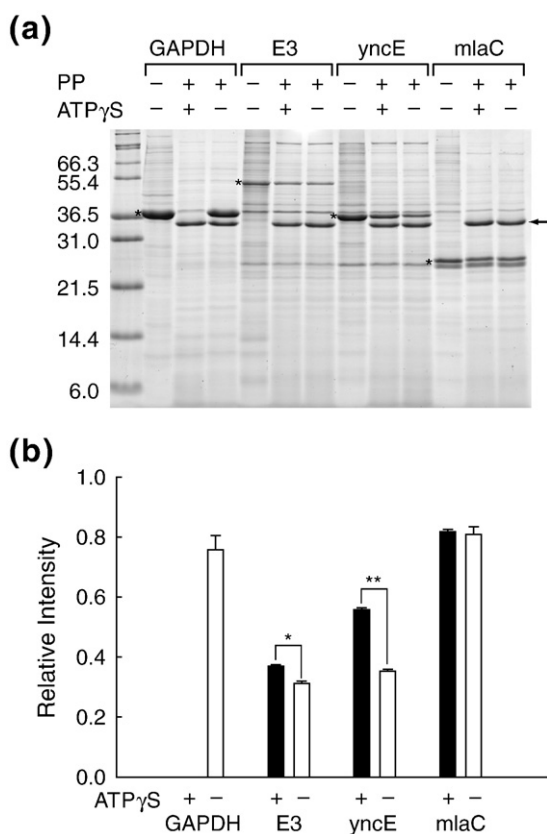 (a)
GAPDH E3 yncE mlaC
PP − + + − + + − + + − + +
ATPγS − + − − + − − + − − + −
66.3
55.4
36.5
31.0
21.5
14.4
6.0
* * * *
(b)
Relative Intensity
1.0
0.8
0.6
0.4
0.2
0.0
* **
ATPγS + − + − + − + −
GAPDH E3 yncE mlaC